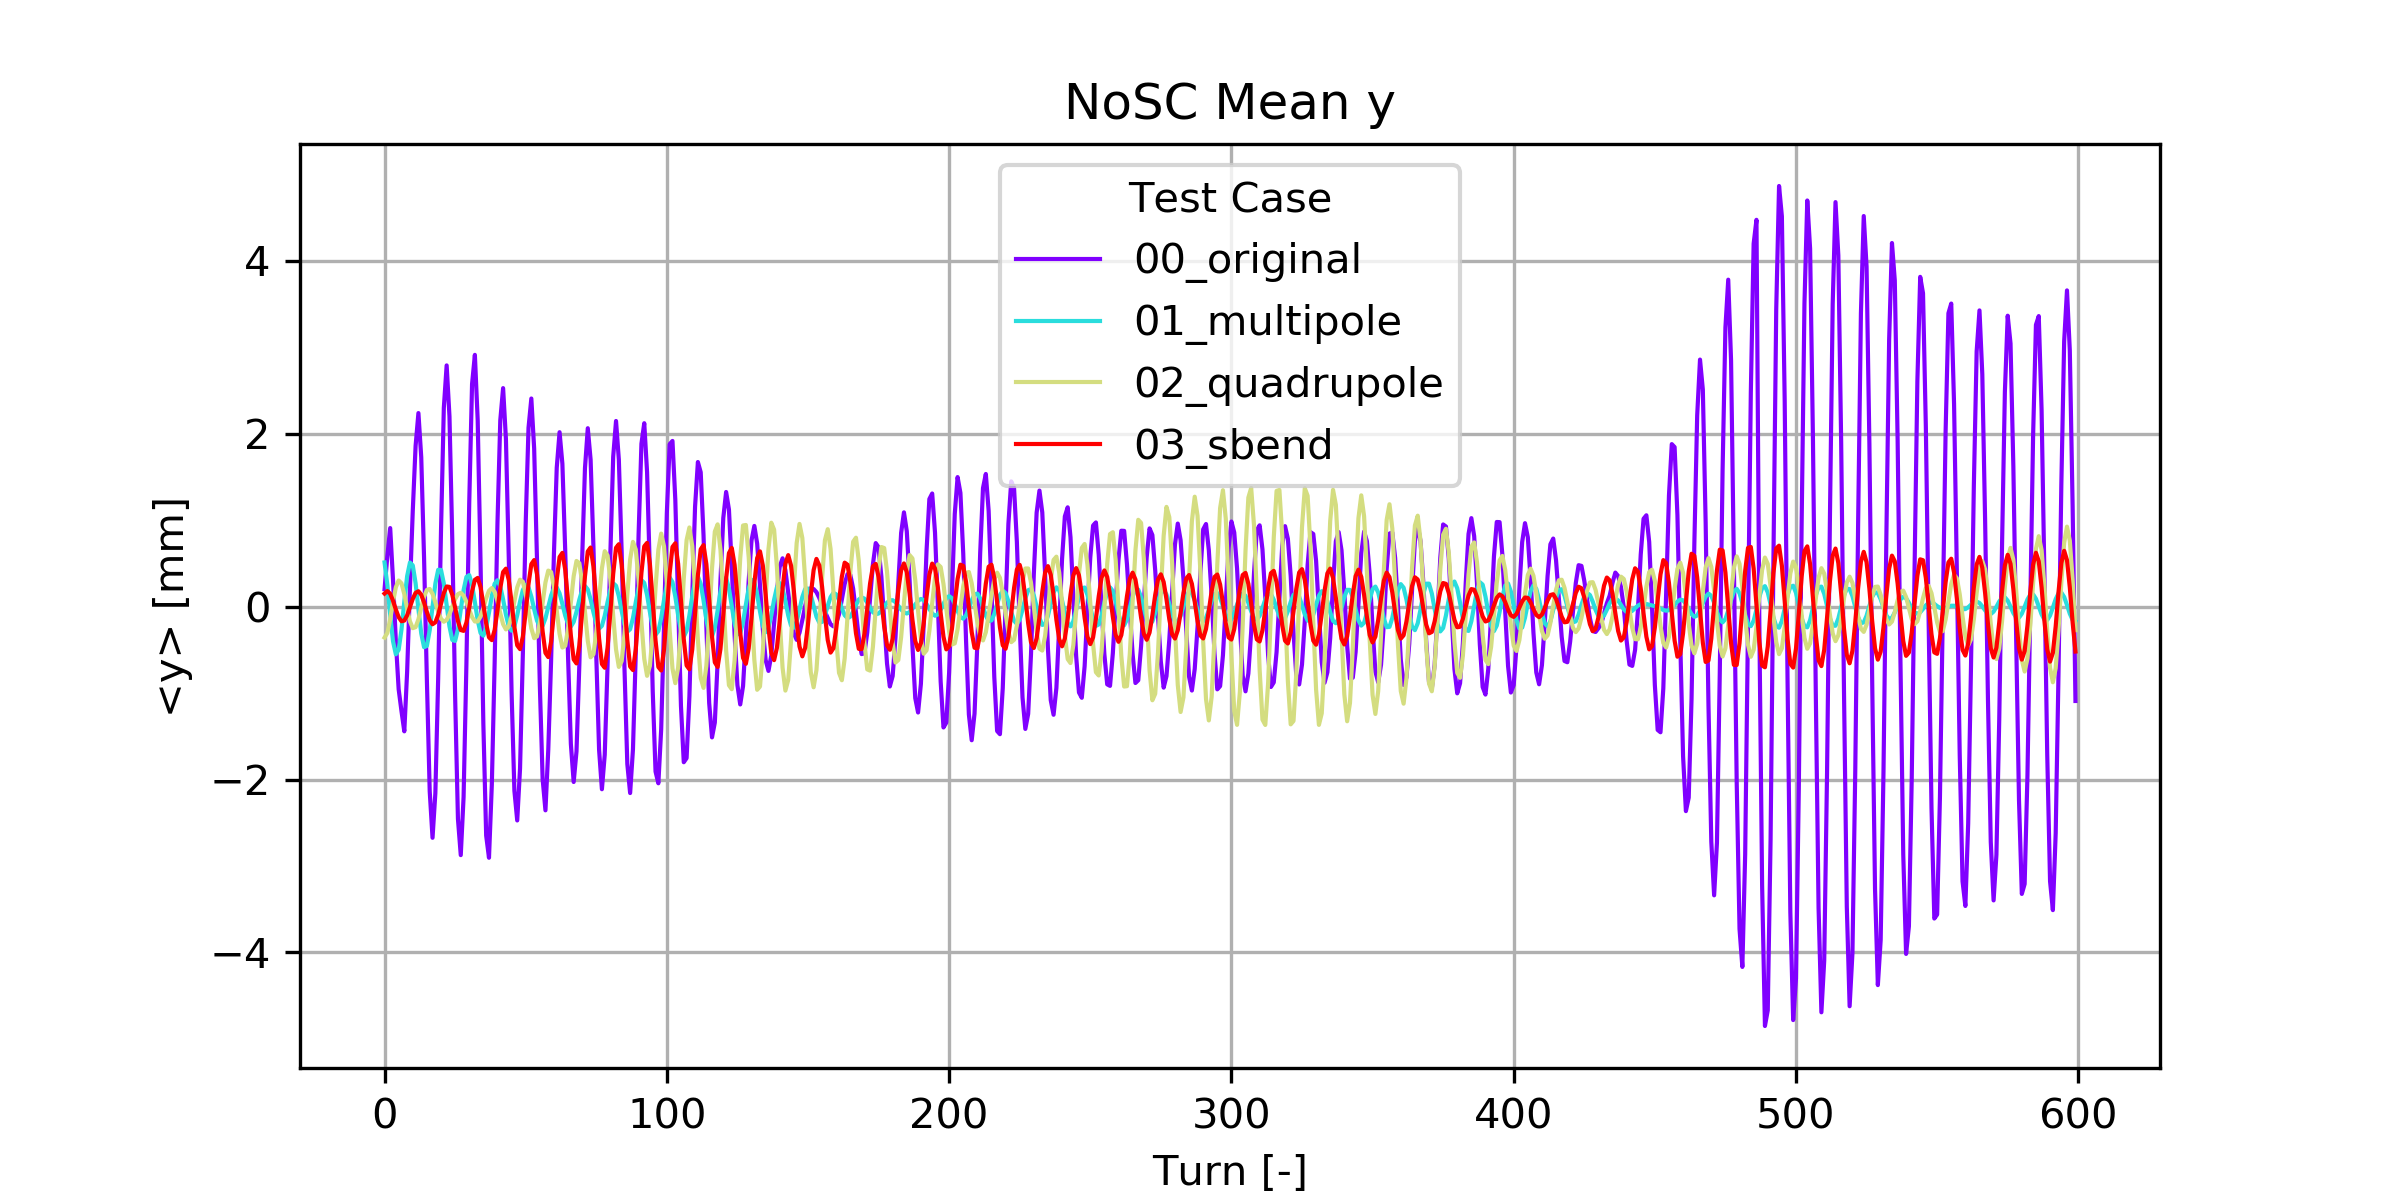 NoSC Mean y
Test Case
00_original
01_multipole
02_quadrupole
03_sbend
<y> [mm]
4
2
0
−2
−4
0 100 200 300 400 500 600
Turn [-]